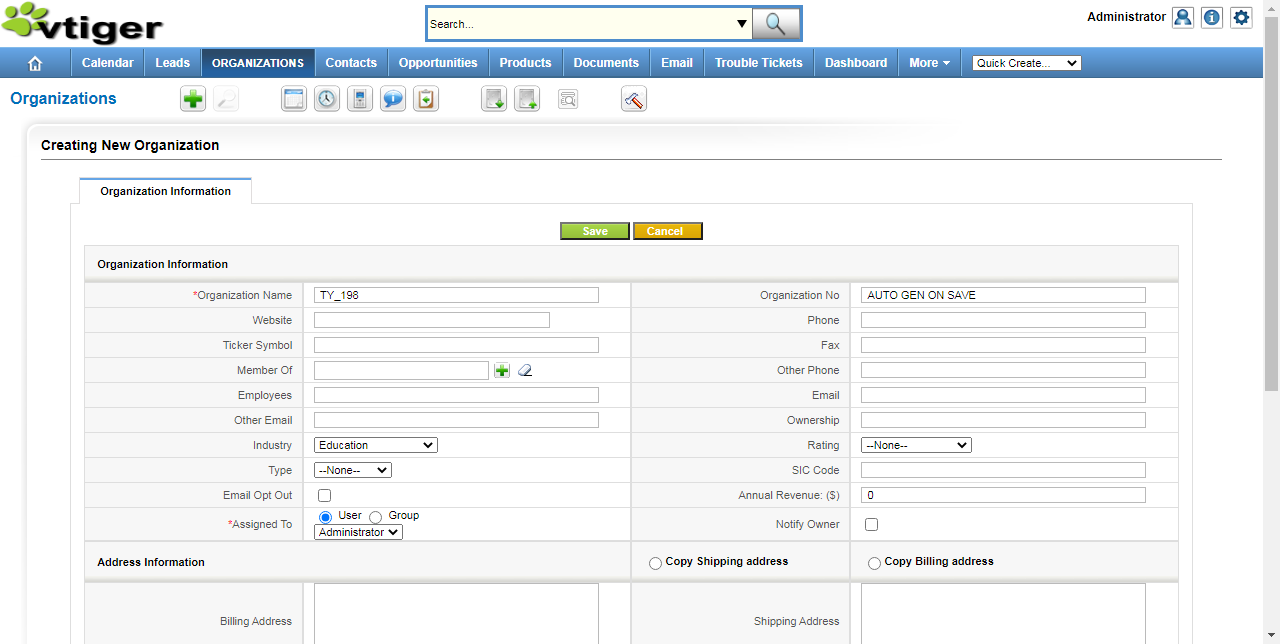 vtiger
Search...
Administrator
Calendar Leads ORGANIZATIONS Contacts Opportunities Products Documents Email Trouble Tickets Dashboard More Quick Create...
Organizations
Creating New Organization
Organization Information
Save Cancel
Organization Information
*Organization Name TY_198 Organization No AUTO GEN ON SAVE
Website Phone
Ticker Symbol Fax
Member Of Other Phone
Employees Email
Other Email Ownership
Industry Education Rating --None--
Type --None-- SIC Code
Email Opt Out Annual Revenue: ($) 0
*Assigned To User Group Administrator Notify Owner
Address Information Copy Shipping address Copy Billing address
Billing Address Shipping Address